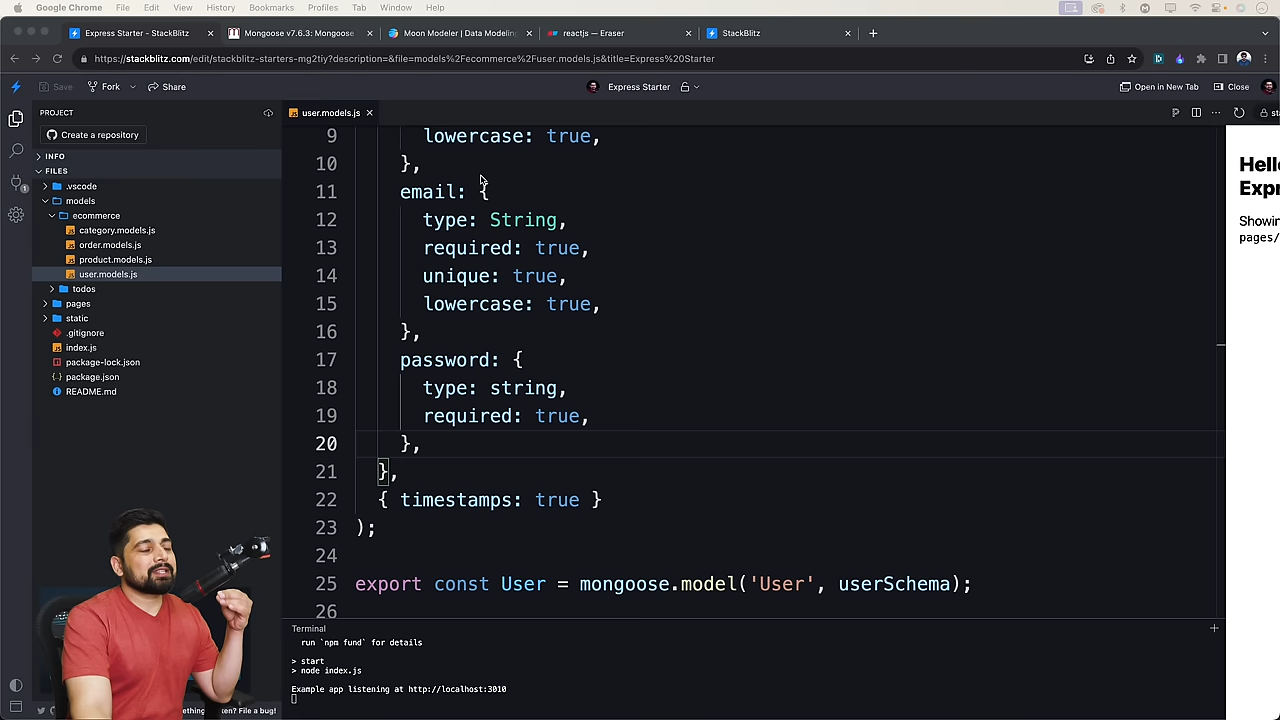 Google Chrome File Edit View History Bookmarks Profiles Tab Window Help
Express Starter - StackBlitz Mongoose v7.6.3: Mongoose Moon Modeler | Data Modeling reactjs — Eraser StackBlitz
https://stackblitz.com/edit/stackblitz-starters-mg2tiy?description=&file=models%2Fecommerce%2Fuser.models.js&title=Express%20Starter
Save Fork Share Express Starter Open in New Tab Close
PROJECT
Create a repository
INFO
FILES
.vscode
models
ecommerce
category.models.js
order.models.js
product.models.js
user.models.js
todos
pages
static
.gitignore
index.js
package-lock.json
package.json
README.md
user.models.js
9 lowercase: true,
10 },
11 email: {
12 type: String,
13 required: true,
14 unique: true,
15 lowercase: true,
16 },
17 password: {
18 type: string,
19 required: true,
20 },
21 },
22 { timestamps: true }
23 );
24
25 export const User = mongoose.model('User', userSchema);
26
Terminal
run `npm fund` for details
> start
> node index.js
Example app listening at http://localhost:3010
Hello
Expr
Showin
pages/
ken? File a bug!